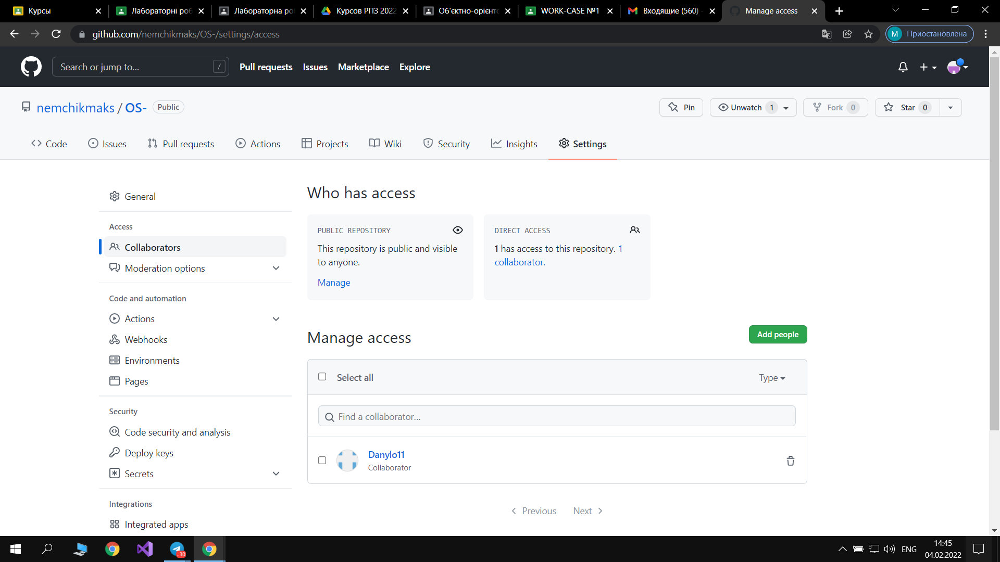 Курсы
Лабораторні роб
Лабораторна роб
Курсов РПЗ 2022
Об'єктно-орієнто
WORK-CASE №1
Входящие (560) -
Manage access
github.com/nemchikmaks/OS-/settings/access
M
Приостановлена
Search or jump to...
/
Pull requests
Issues
Marketplace
Explore
nemchikmaks / OS-
Public
Pin
Unwatch 1
Fork 0
Star 0
Code
Issues
Pull requests
Actions
Projects
Wiki
Security
Insights
Settings
General
Access
Collaborators
Moderation options
Code and automation
Actions
Webhooks
Environments
Pages
Security
Code security and analysis
Deploy keys
Secrets
Integrations
Integrated apps
Who has access
PUBLIC REPOSITORY
This repository is public and visible
to anyone.
Manage
DIRECT ACCESS
1 has access to this repository. 1
collaborator.
Manage access
Add people
Select all
Type
Find a collaborator...
Danylo11
Collaborator
Previous
Next
..30
ENG
14:45
04.02.2022